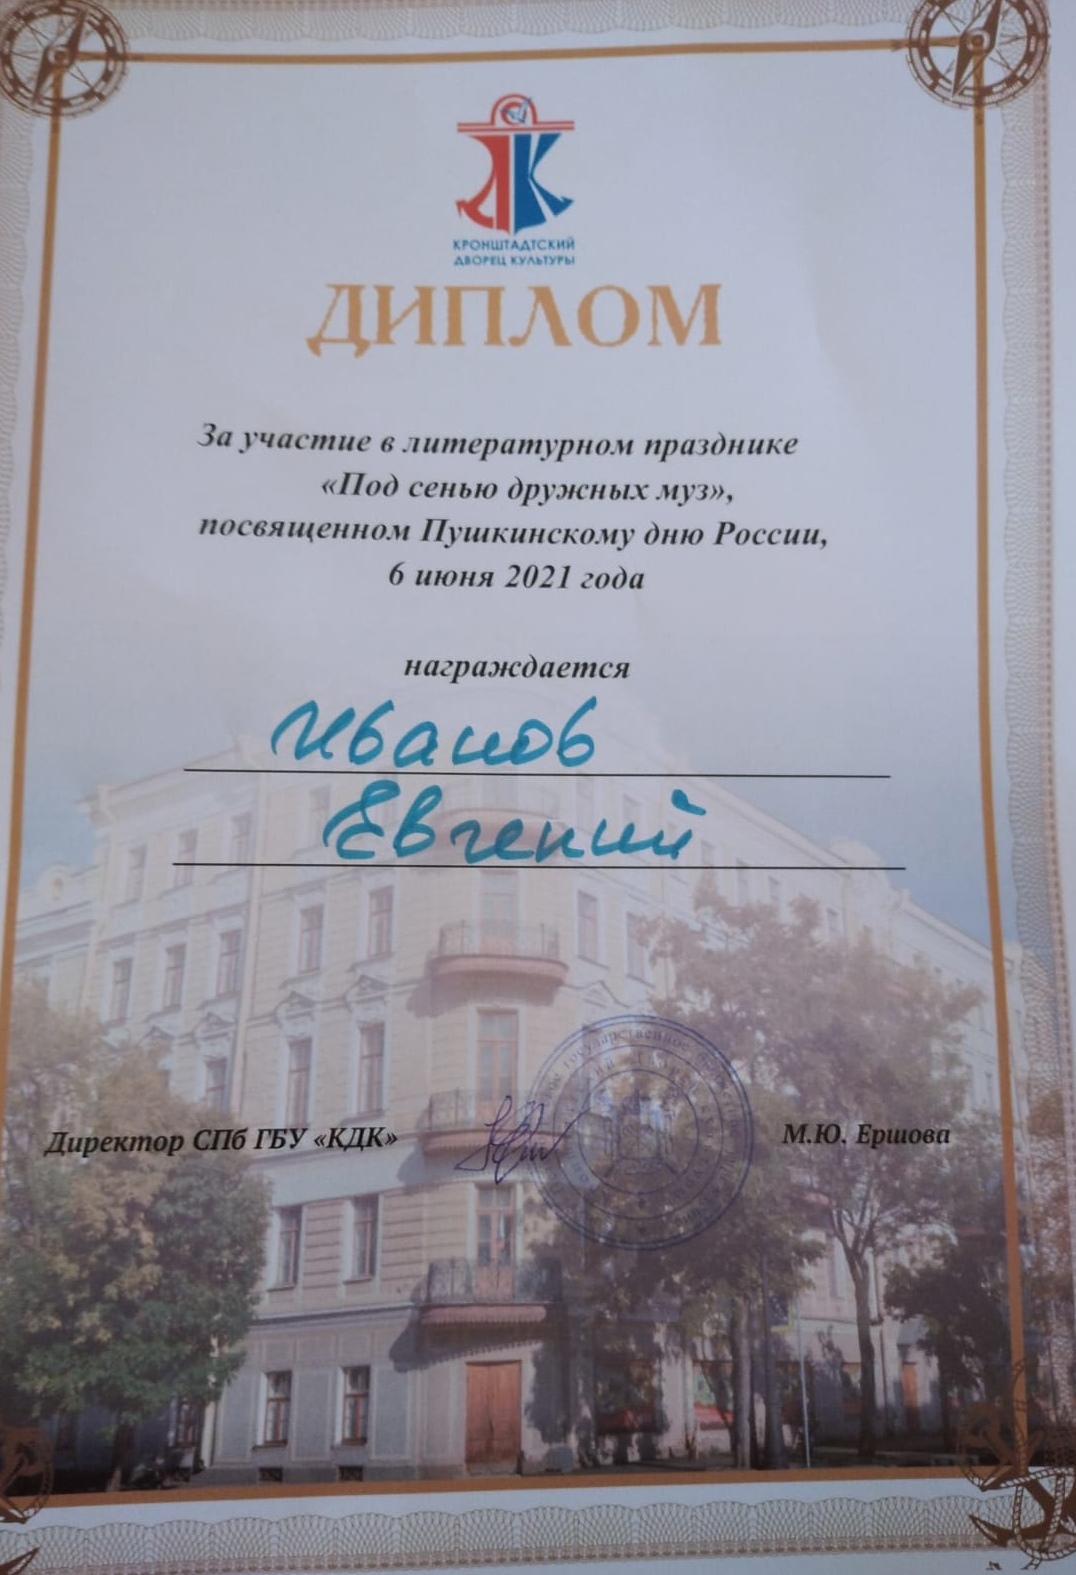 КРОНШТАДТСКИЙ
ДВОРЕЦ КУЛЬТУРЫ
ДИПЛОМ
За участие в литературном празднике
«Под сенью дружных муз»,
посвященном Пушкинскому дню России,
6 июня 2021 года
награждается
Иванов
Евгений
Директор СПб ГБУ «КДК»
М.Ю. Ершова